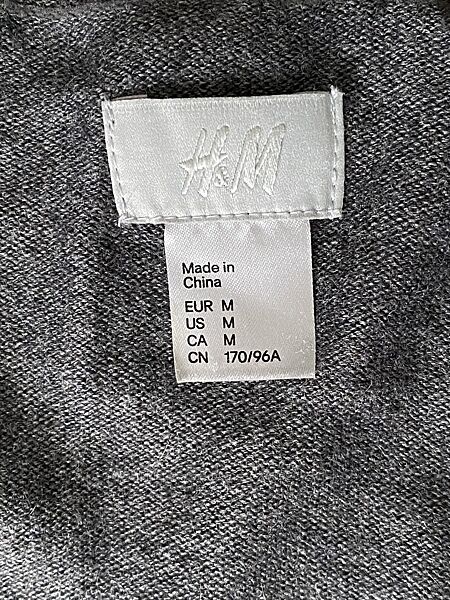 H&M
Made in
China
EUR M
US M
CA M
CN 170/96A